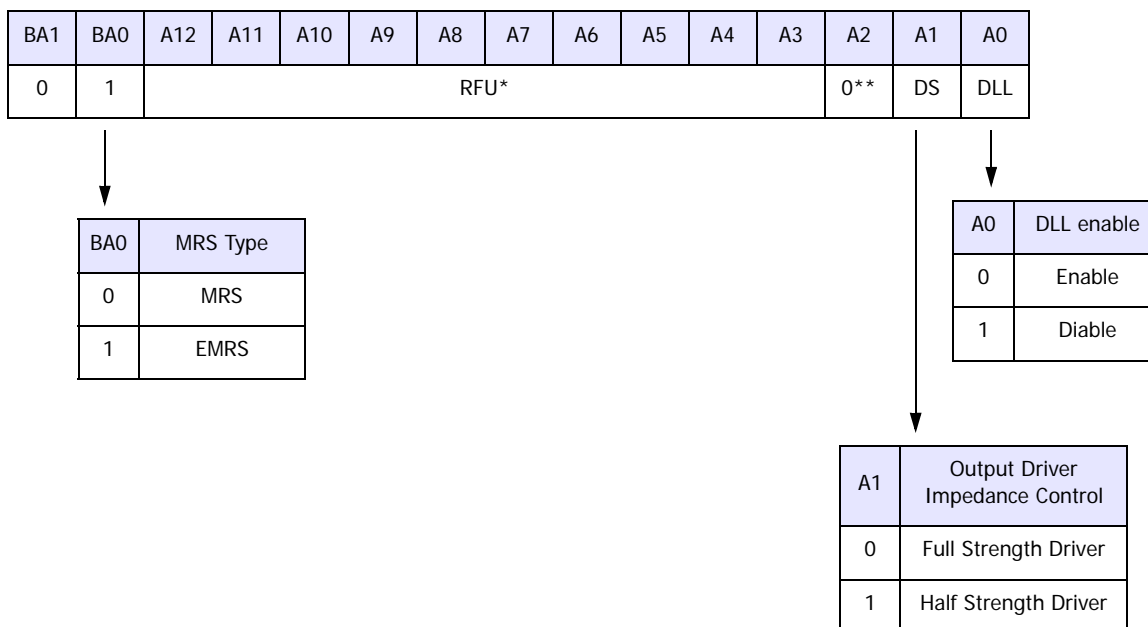 BA1 BA0 A12 A11 A10 A9 A8 A7 A6 A5 A4 A3 A2 A1 A0
0 1 RFU* 0** DS DLL
BA0 MRS Type
0 MRS
1 EMRS
A0 DLL enable
0 Enable
1 Diable
A1 Output Driver
Impedance Control
0 Full Strength Driver
1 Half Strength Driver